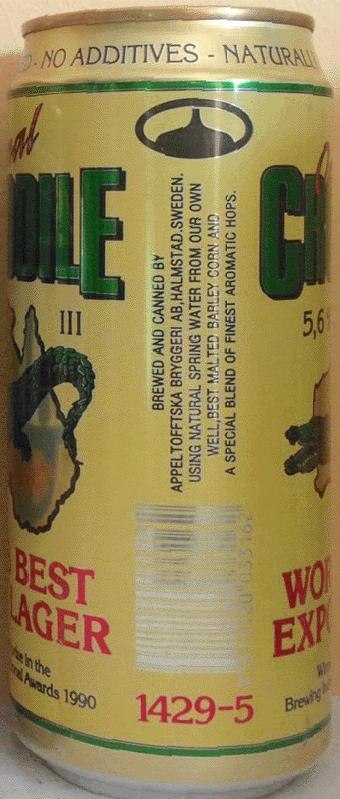 - NO ADDITIVES - NATURALL
ODILE
CR
III
5,6
BREWED AND CANNED BY
APPELTOFFTSKA BRYGGERI AB, HALMSTAD, SWEDEN.
USING NATURAL SPRING WATER FROM OUR OWN
WELL, BEST MALTED BARLEY CORN AND
A SPECIAL BLEND OF FINEST AROMATIC HOPS.
BEST
LAGER
in the
Awards 1990
WOR
EXPO
Brewing
1429-5